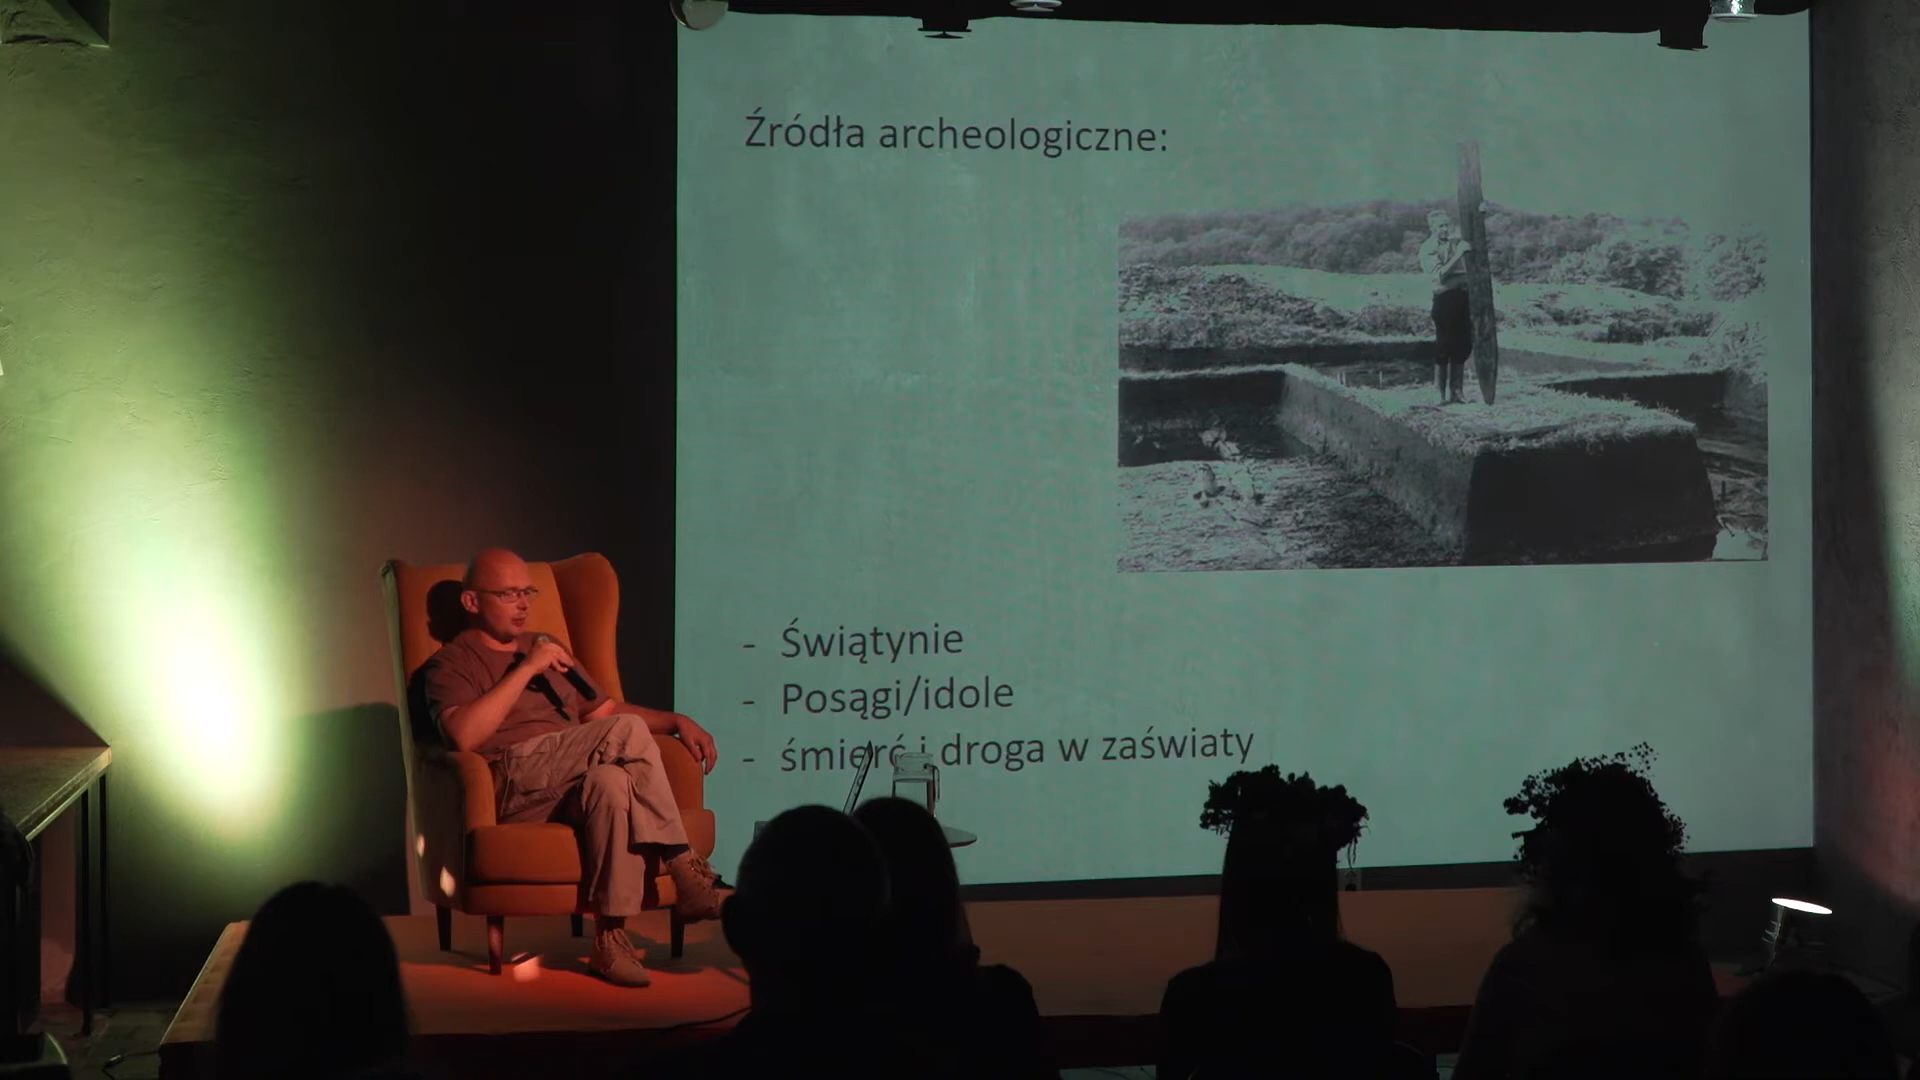 Źródła archeologiczne:
- Świątynie
- Posągi/idole
- śmierć i droga w zaświaty